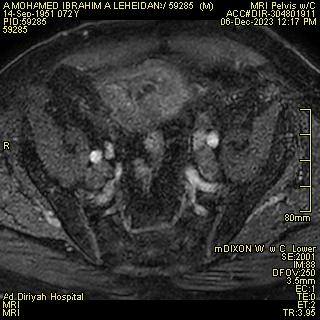 A MOHAMED IBRAHIM A LEHEIDAN:/ 59285 (M)
14-Sep-1951 072Y
PID:59285
59285
MRI Pelvis w/C
ACC#DIR-304801911
06-Dec-2023 12:17 PM
R
80mm
mDIXON W w C Lower
SE:2001
IM:88
DFOV:250
3.5mm
EC:1
TE:0
ET:2
TR:3.95
Ad Diriyah Hospital
MRI
MRI